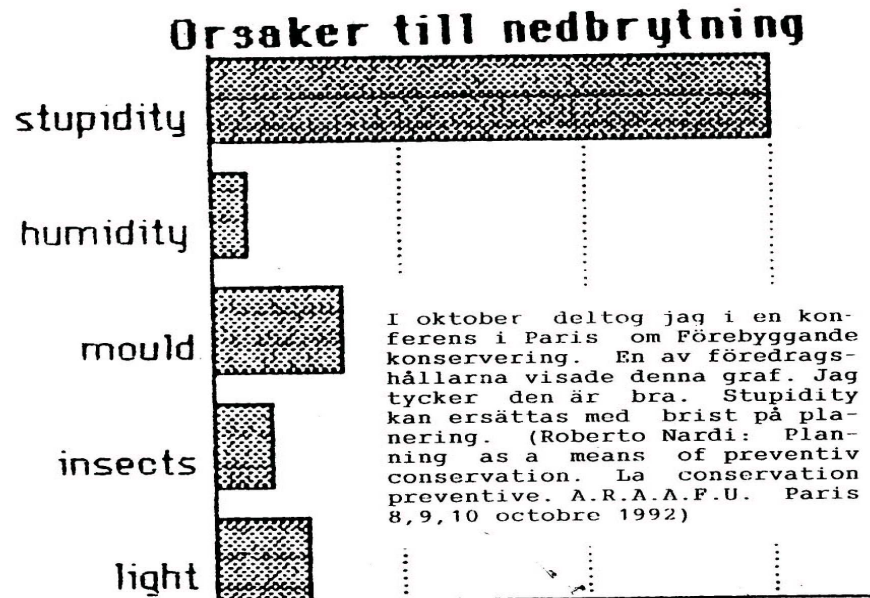 Orsaker till nedbrytning
stupidity
humidity
mould
insects
light
I oktober deltog jag i en kon-
ferens i Paris om Förebyggande
konservering. En av föredrags-
hållarna visade denna graf. Jag
tycker den är bra. Stupidity
kan ersättas med brist på pla-
nering. (Roberto Nardi: Plan-
ning as a means of preventiv
conservation. La conservation
preventive. A.R.A.A.F.U. Paris
8,9,10 octobre 1992)